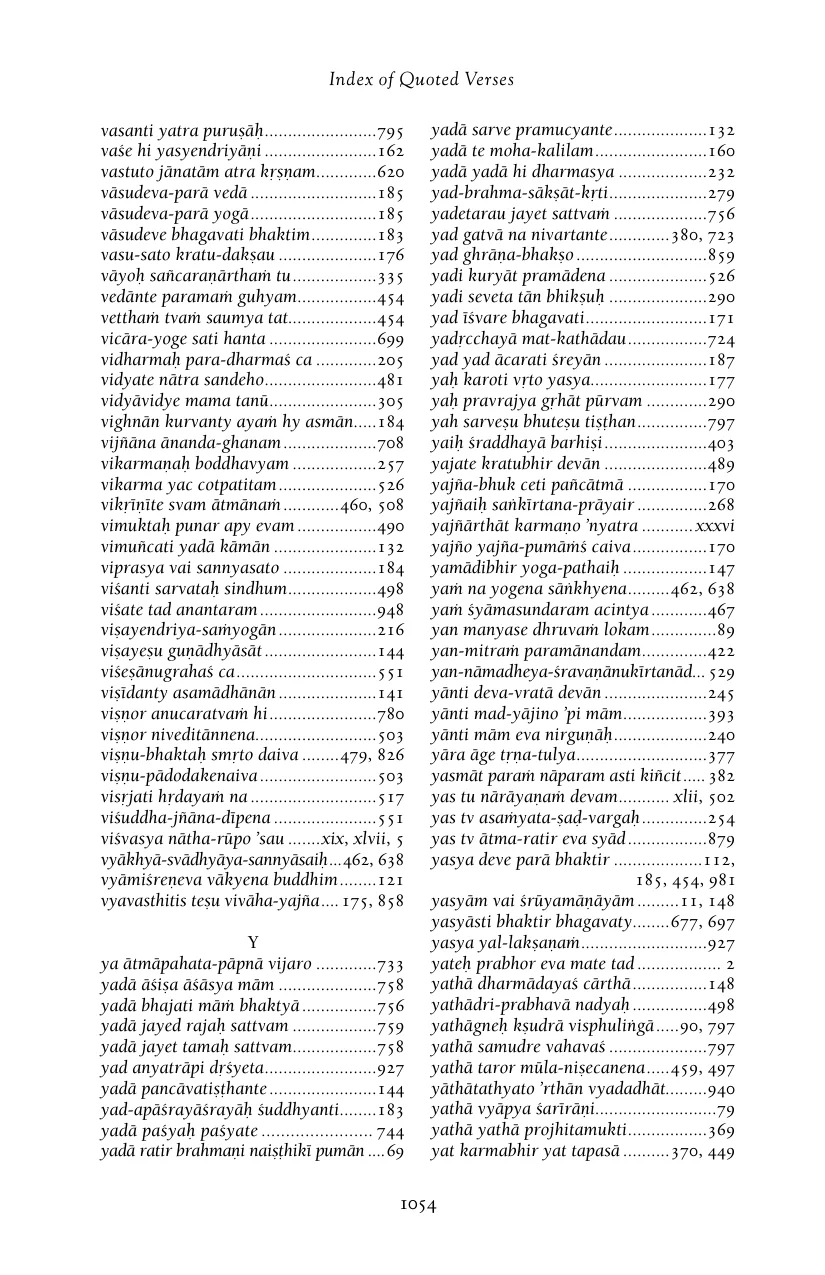 Index of Quoted Verses
vasanti yatra puruṣāḥ........................795
vaśe hi yasyendriyāṇi ........................162
vastuto jānatām atra kṛṣṇam.............620
vāsudeva-parā vedā ...........................185
vāsudeva-parā yogā...........................185
vāsudeve bhagavati bhaktim..............183
vasu-sato kratu-dakṣau ......................176
vāyoḥ sañcaraṇārthaṁ tu..................335
vedānte paramaṁ guhyam.................454
vetthaṁ tvaṁ saumya tat...................454
vicāra-yoge sati hanta .......................699
vidharmaḥ para-dharmaś ca .............205
vidyate nātra sandeho........................481
vidyāvidye mama tanū.......................305
vighnān kurvanty ayaṁ hy asmān.....184
vijñāna ānanda-ghanam....................708
vikarmaṇaḥ boddhavyam ..................257
vikarma yac cotpatitam.....................526
vikrīṇīte svam ātmānaṁ............460, 508
vimuktaḥ punar apy evam .................490
vimuñcati yadā kāmān ......................132
viprasya vai sannyasato ....................184
viśanti sarvataḥ sindhum...................498
viśate tad anantaram.........................948
viṣayendriya-saṁyogān.....................216
viṣayeṣu guṇādhyāsāt ........................144
viśeṣānugrahaś ca..............................551
viṣīdanty asamādhānān .....................141
viṣṇor anucaratvaṁ hi.......................780
viṣṇor niveditānnena..........................503
viṣṇu-bhaktaḥ smṛto daiva ........479, 826
viṣṇu-pādodakenaiva.........................503
visṛjati hṛdayaṁ na ...........................517
viśuddha-jñāna-dīpena ......................551
viśvasya nātha-rūpo ’sau .......xix, xlvii, 5
vyākhyā-svādhyāya-sannyāsaiḥ...462, 638
vyāmiśreṇeva vākyena buddhim........121
vyavasthitis teṣu vivāha-yajña.... 175, 858
Y
ya ātmāpahata-pāpnā vijaro .............733
yadā āśiṣa āśāsya mām .....................758
yadā bhajati māṁ bhaktyā................756
yadā jayed rajaḥ sattvam ..................759
yadā jayet tamaḥ sattvam..................758
yad anyatrāpi dṛśyeta........................927
yadā pancāvatiṣṭhante .......................144
yad-apāśrayāśrayāḥ śuddhyanti........183
yadā paśyaḥ paśyate ....................... 744
yadā ratir brahmaṇi naiṣṭhikī pumān ....69
yadā sarve pramucyante....................132
yadā te moha-kalilam........................160
yadā yadā hi dharmasya ...................232
yad-brahma-sākṣāt-kṛti.....................279
yadetarau jayet sattvaṁ ....................756
yad gatvā na nivartante.............380, 723
yad ghrāṇa-bhakṣo............................859
yadi kuryāt pramādena .....................526
yadi seveta tān bhikṣuḥ .....................290
yad īśvare bhagavati..........................171
yadṛcchayā mat-kathādau.................724
yad yad ācarati śreyān ......................187
yaḥ karoti vṛto yasya.........................177
yaḥ pravrajya gṛhāt pūrvam .............290
yah sarveṣu bhuteṣu tiṣṭhan...............797
yaiḥ śraddhayā barhiṣi......................403
yajate kratubhir devān ......................489
yajña-bhuk ceti pañcātmā .................170
yajñaiḥ saṅkīrtana-prāyair ...............268
yajñārthāt karmaṇo ’nyatra ...........xxxvi
yajño yajña-pumāṁś caiva................170
yamādibhir yoga-pathaiḥ ..................147
yaṁ na yogena sāṅkhyena.........462, 638
yaṁ śyāmasundaram acintya............467
yan manyase dhruvaṁ lokam..............89
yan-mitraṁ paramānandam..............422
yan-nāmadheya-śravaṇānukīrtanād... 529
yānti deva-vratā devān ......................245
yānti mad-yājino ’pi mām..................393
yānti mām eva nirguṇāḥ....................240
yāra āge tṛṇa-tulya............................377
yasmāt paraṁ nāparam asti kiñcit..... 382
yas tu nārāyaṇaṁ devam........... xlii, 502
yas tv asaṁyata-ṣaḍ-vargaḥ..............254
yas tv ātma-ratir eva syād.................879
yasya deve parā bhaktir ...................112,
185, 454, 981
yasyām vai śrūyamāṇāyām.........11, 148
yasyāsti bhaktir bhagavaty........677, 697
yasya yal-lakṣaṇaṁ...........................927
yateḥ prabhor eva mate tad.................. 2
yathā dharmādayaś cārthā................148
yathādri-prabhavā nadyaḥ................498
yathāgneḥ kṣudrā visphuliṅgā.....90, 797
yathā samudre vahavaś .....................797
yathā taror mūla-niṣecanena.....459, 497
yāthātathyato ’rthān vyadadhāt.........940
yathā vyāpya śarīrāṇi..........................79
yathā yathā projhitamukti.................369
yat karmabhir yat tapasā ..........370, 449
1054